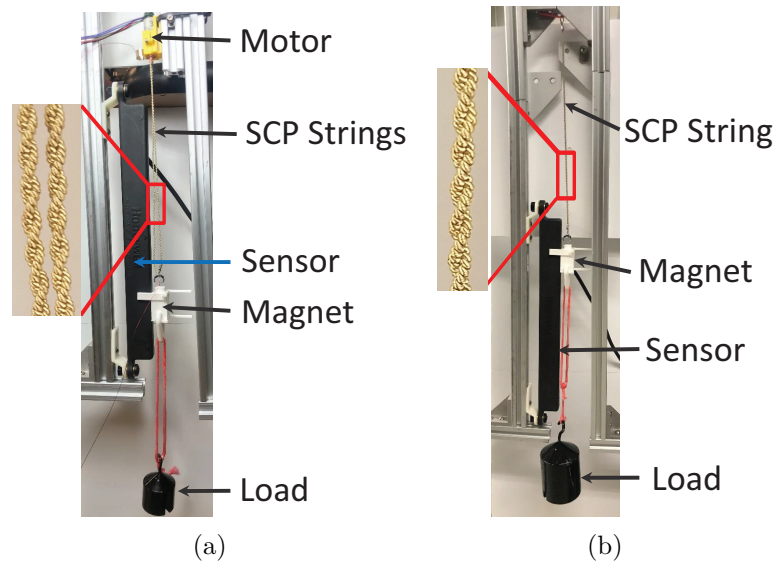 Motor
SCP Strings
Sensor
Magnet
Load
(a)
SCP String
Magnet
Sensor
Load
(b)